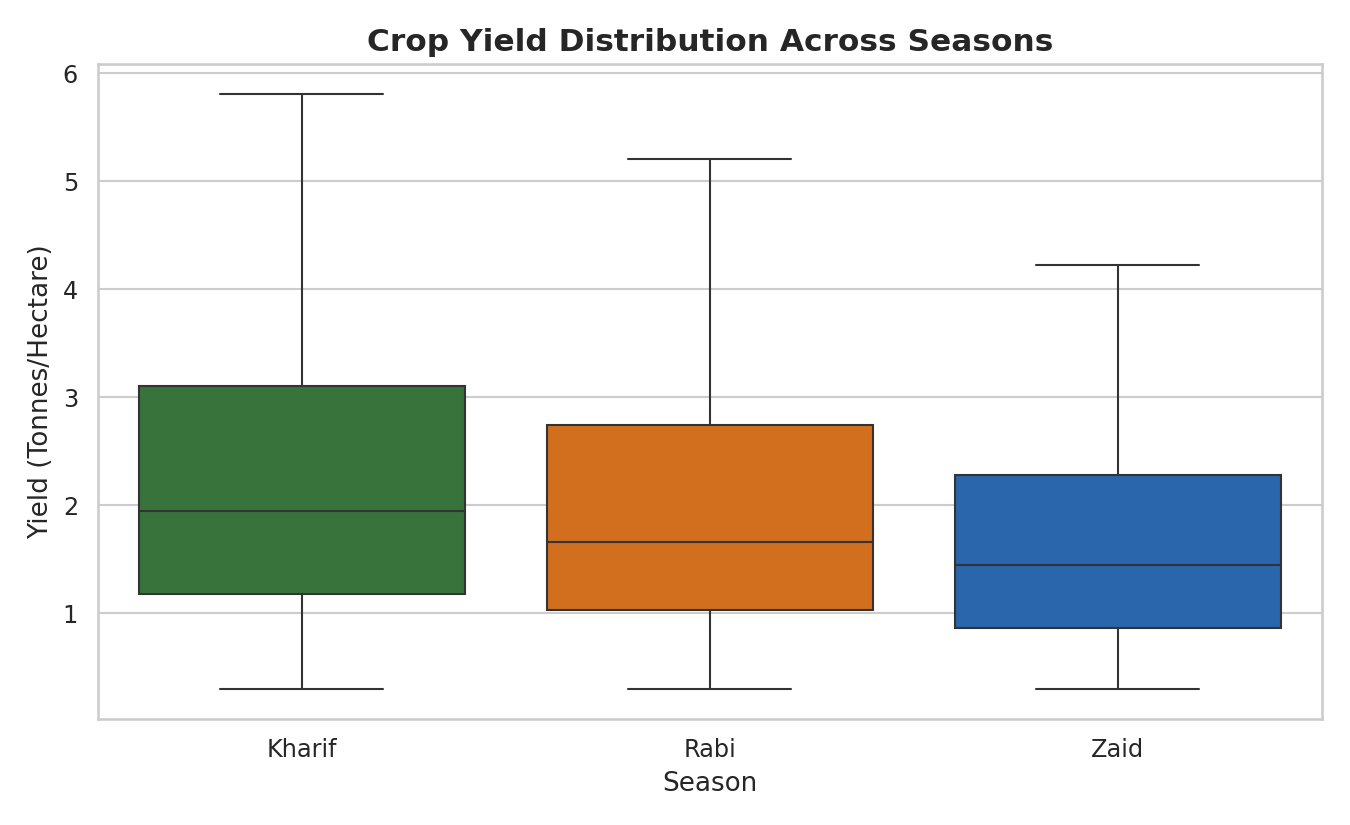 Crop Yield Distribution Across Seasons
6
5
4
3
2
1
Yield (Tonnes/Hectare)
Kharif Rabi Zaid
Season